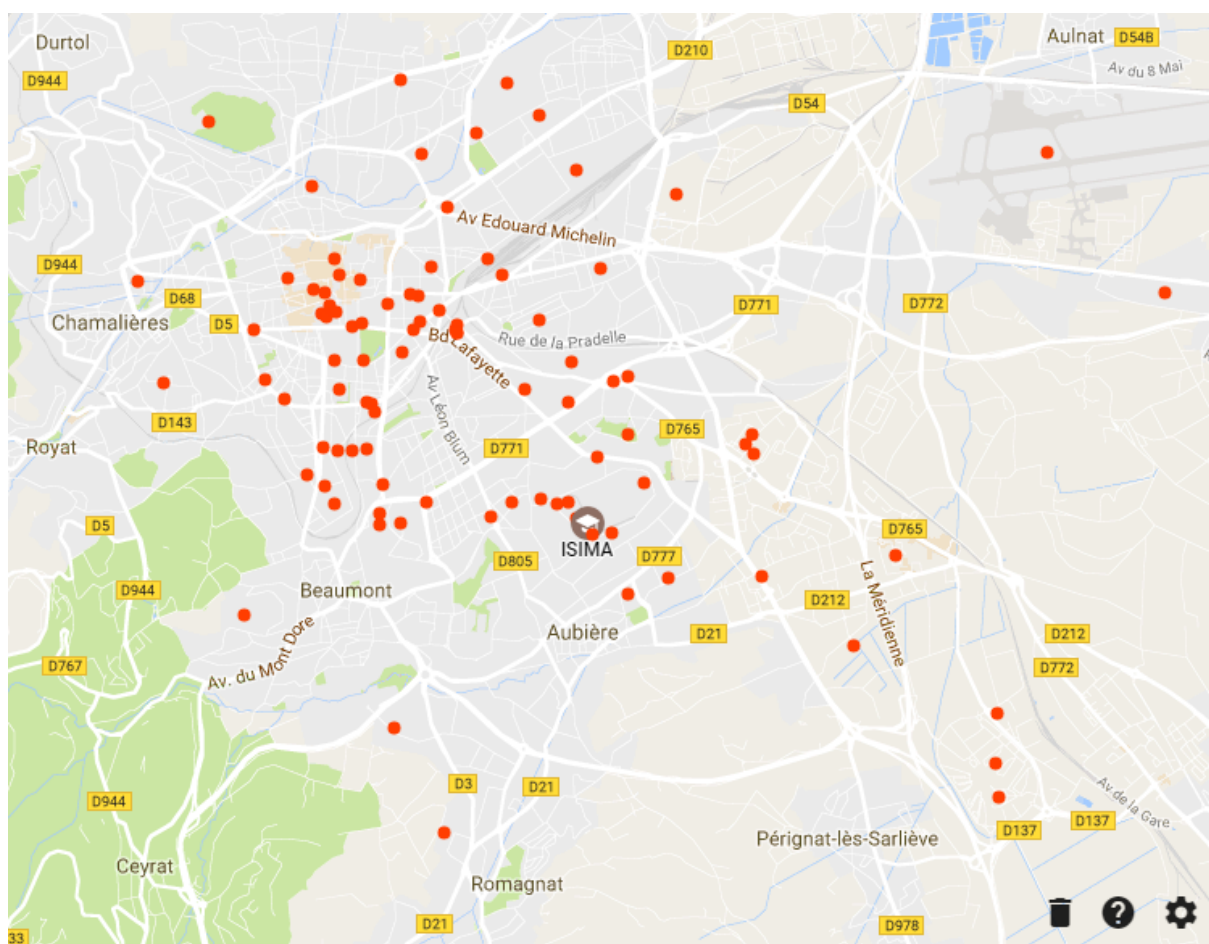 Durtol
D210
Aulnat
D54B
D944
Av du 8 Mai
D54
Av Edouard Michelin
D944
D68
D771
D772
Chamalières
D5
Bd Lafayette
Rue de la Pradelle
Av Léon Blum
D143
D765
Royat
D771
D5
D765
ISIMA
D805
D777
D944
Beaumont
La Méridienne
D212
Aubière
D21
D212
D767
Av. du Mont Dore
D772
D3
D21
D944
Av.de la Gare
D137
D137
Pérignat-lès-Sarliève
Ceyrat
Romagnat
D21
D978
33